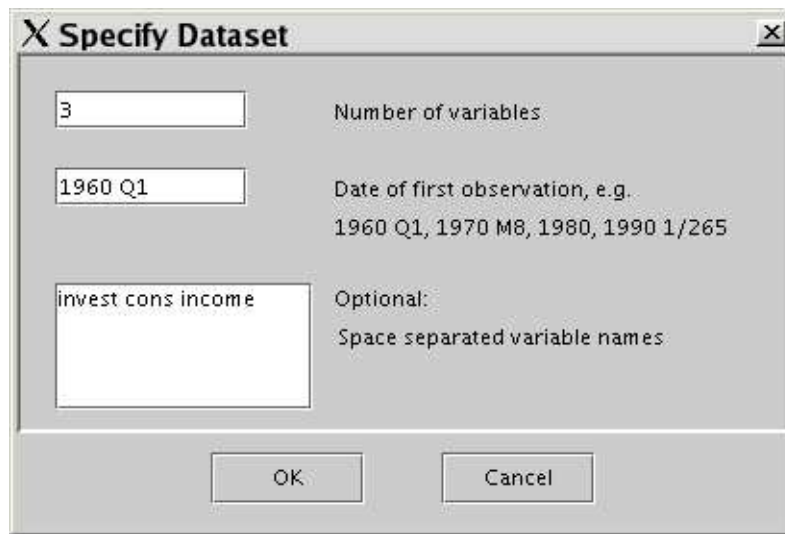 X Specify Dataset
3
Number of variables
1960 Q1
Date of first observation, e.g.
1960 Q1, 1970 M8, 1980, 1990 1/265
invest cons income
Optional:
Space separated variable names
OK
Cancel